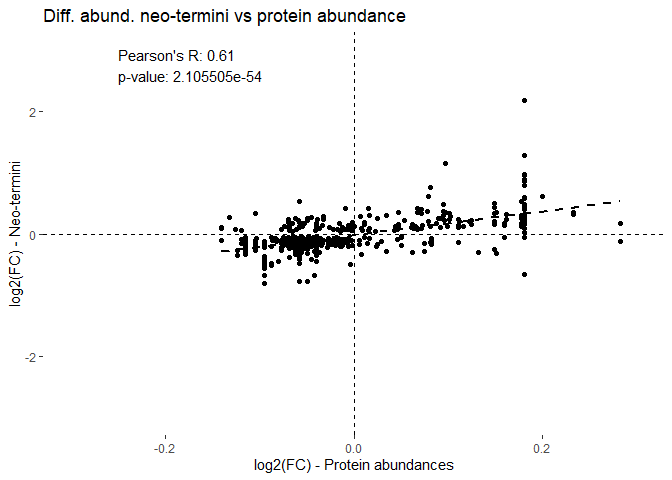 Diff. abund. neo-termini vs protein abundance
Pearson's R: 0.61
p-value: 2.105505e-54
2
0
-2
log2(FC) - Neo-termini
-0.2
0.0
0.2
log2(FC) - Protein abundances